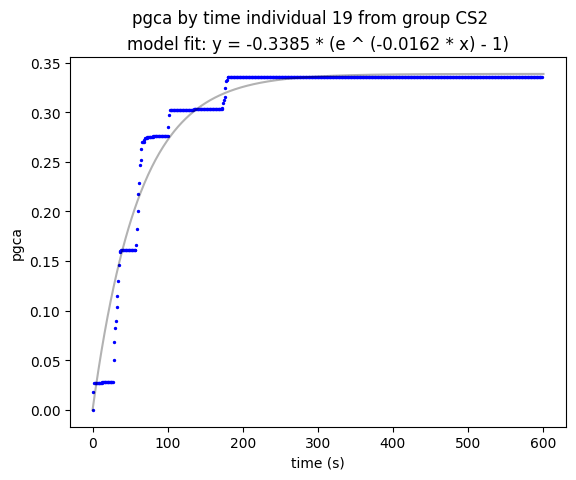 pgca by time individual 19 from group CS2
model fit: y = -0.3385 * (e ^ (-0.0162 * x) - 1)
0.35
0.30
0.25
0.20
0.15
0.10
0.05
0.00
pgca
0 100 200 300 400 500 600
time (s)